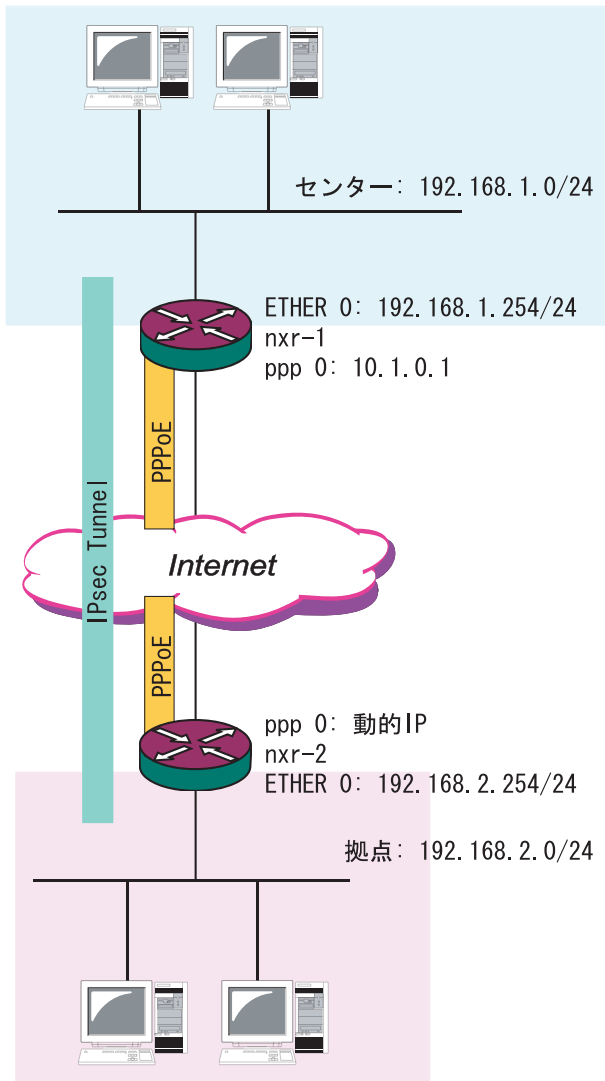 センター: 192.168.1.0/24
ETHER 0: 192.168.1.254/24
nxr-1
ppp 0: 10.1.0.1
PPPoE
IPsec Tunnel
Internet
PPPoE
ppp 0: 動的IP
nxr-2
ETHER 0: 192.168.2.254/24
拠点: 192.168.2.0/24